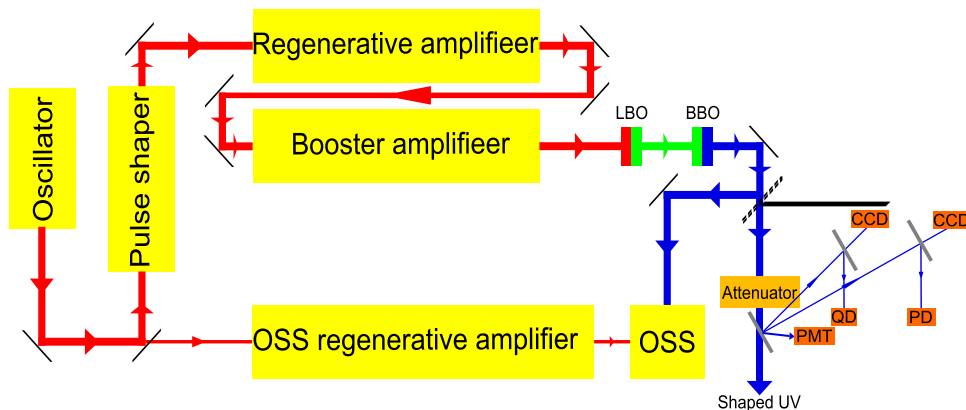 Oscillator
Pulse shaper
Regenerative amplifieer
Booster amplifieer
LBO
BBO
CCD
CCD
Attenuator
QD
PD
PMT
OSS regenerative amplifier
OSS
Shaped UV